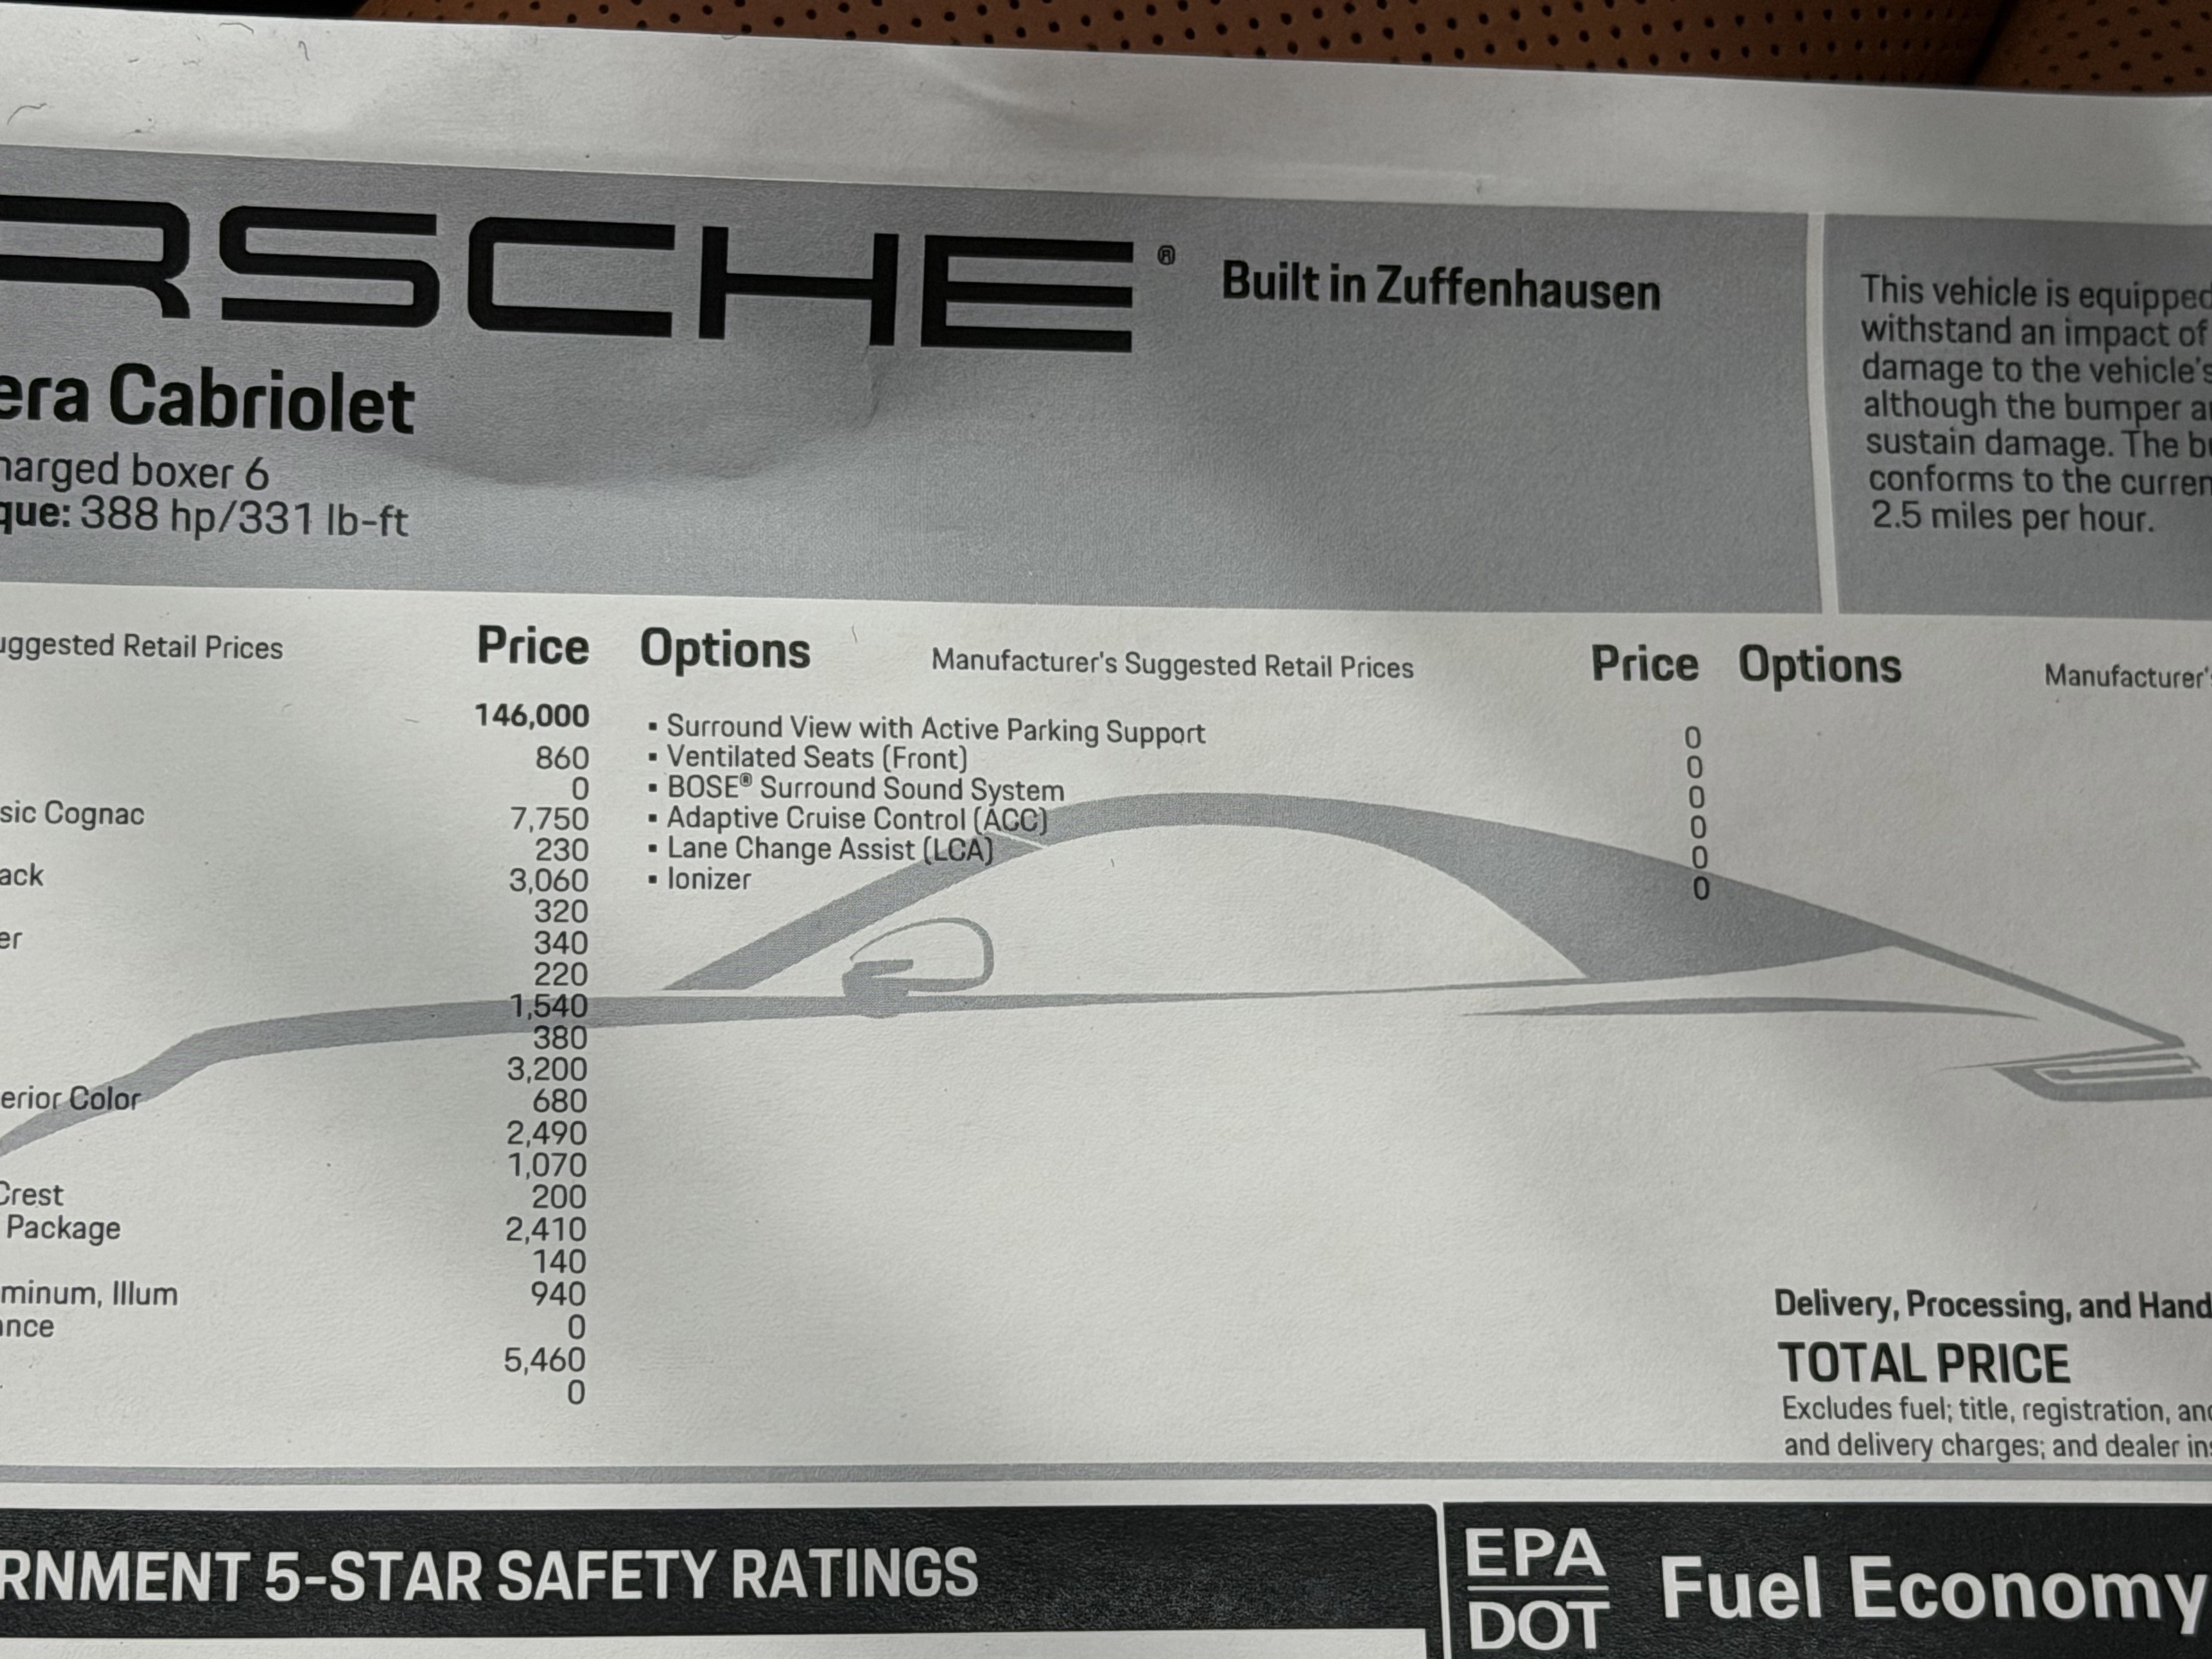 RSCHE® Built in Zuffenhausen
era Cabriolet
harged boxer 6
que: 388 hp/331 lb-ft
This vehicle is equipped
withstand an impact of
damage to the vehicle's
although the bumper a
sustain damage. The b
conforms to the curren
2.5 miles per hour.
uggested Retail Prices Price Options Manufacturer's Suggested Retail Prices Price Options Manufacturer's
146,000
860
0
sic Cognac 7,750
230
ack 3,060
320
er 340
220
1,540
380
3,200
erior Color 680
2,490
1,070
Crest 200
Package 2,410
140
minum, Illum 940
ance 0
5,460
0
▪ Surround View with Active Parking Support 0
▪ Ventilated Seats (Front) 0
▪ BOSE® Surround Sound System 0
▪ Adaptive Cruise Control (ACC) 0
▪ Lane Change Assist (LCA) 0
▪ Ionizer 0
Delivery, Processing, and Hand
TOTAL PRICE
Excludes fuel; title, registration, and
and delivery charges; and dealer ins
RNMENT 5-STAR SAFETY RATINGS
EPA
DOT
Fuel Economy